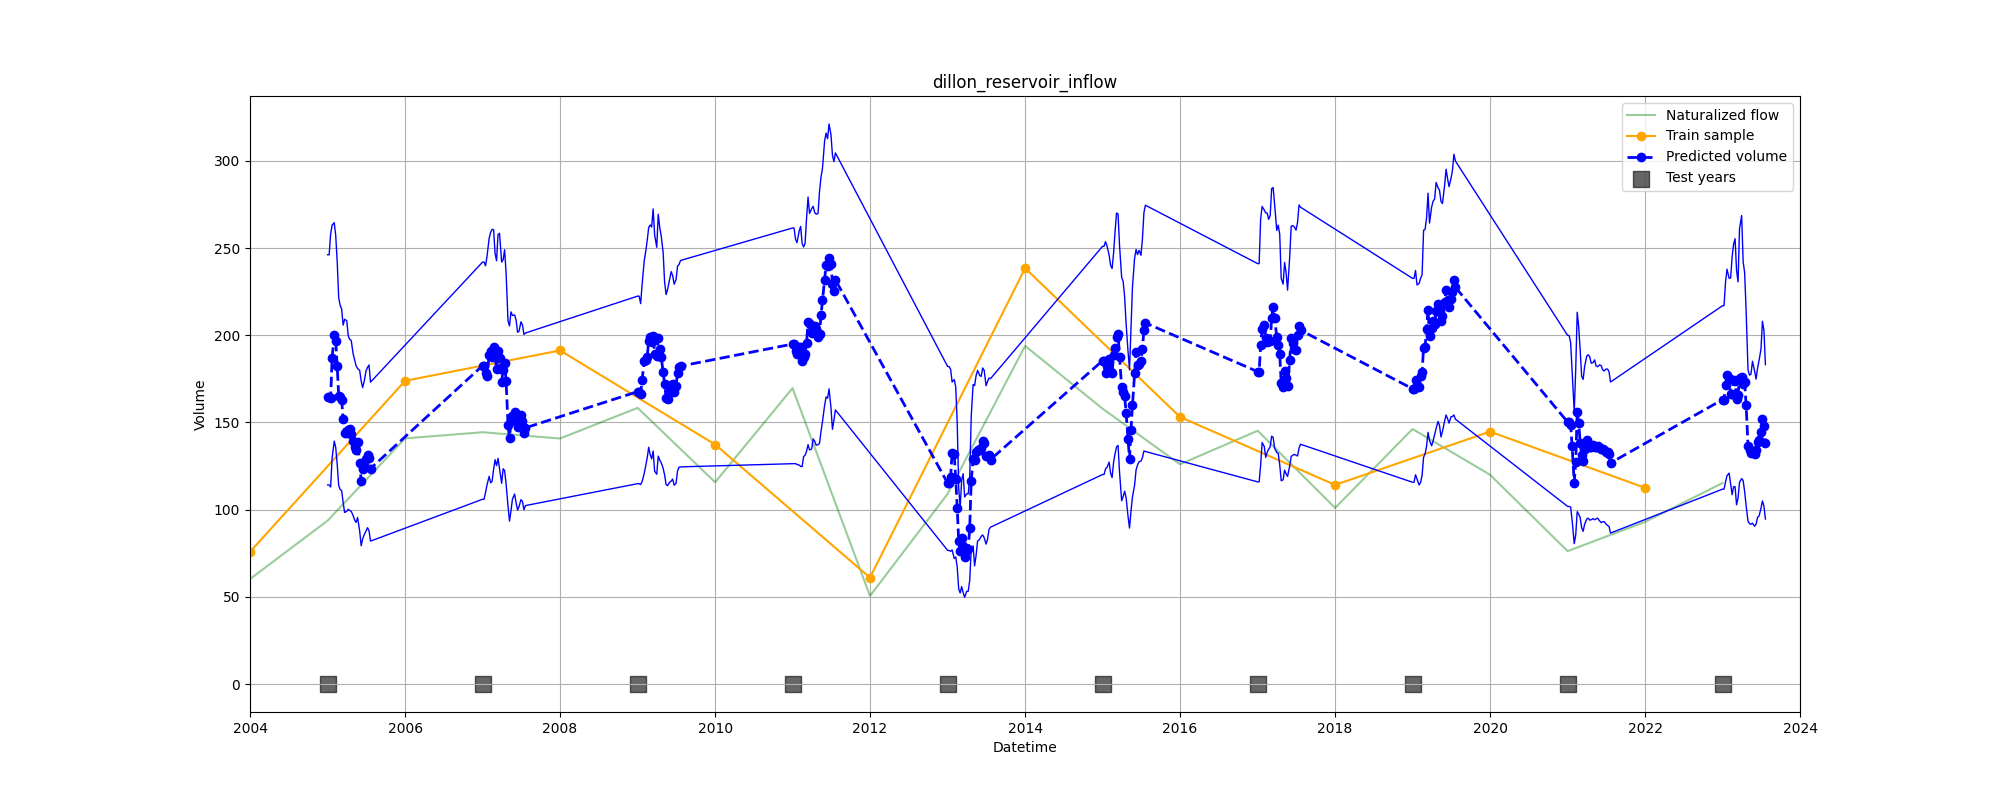 dillon_reservoir_inflow
Naturalized flow
Train sample
Predicted volume
Test years
Volume
300
250
200
150
100
50
0
2004 2006 2008 2010 2012 2014 2016 2018 2020 2022 2024
Datetime